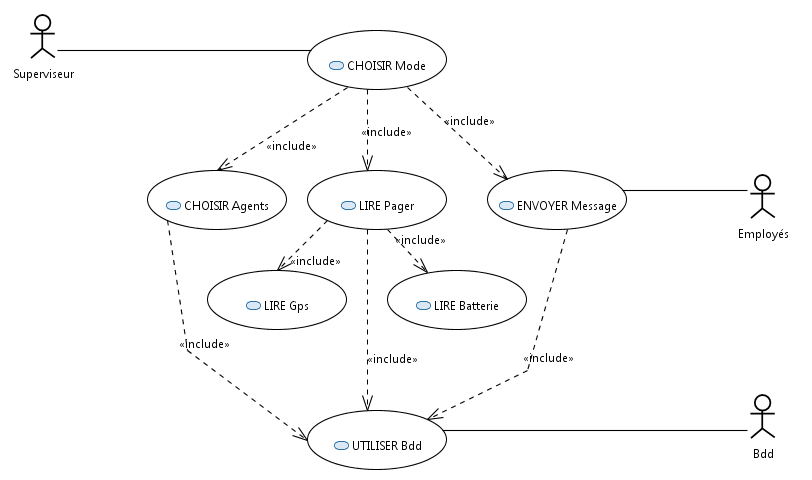 Superviseur
CHOISIR Mode
«include»
«include»
«include»
CHOISIR Agents
LIRE Pager
ENVOYER Message
Employés
«include»
«include»
LIRE Gps
LIRE Batterie
«include»
«include»
«include»
UTILISER Bdd
Bdd